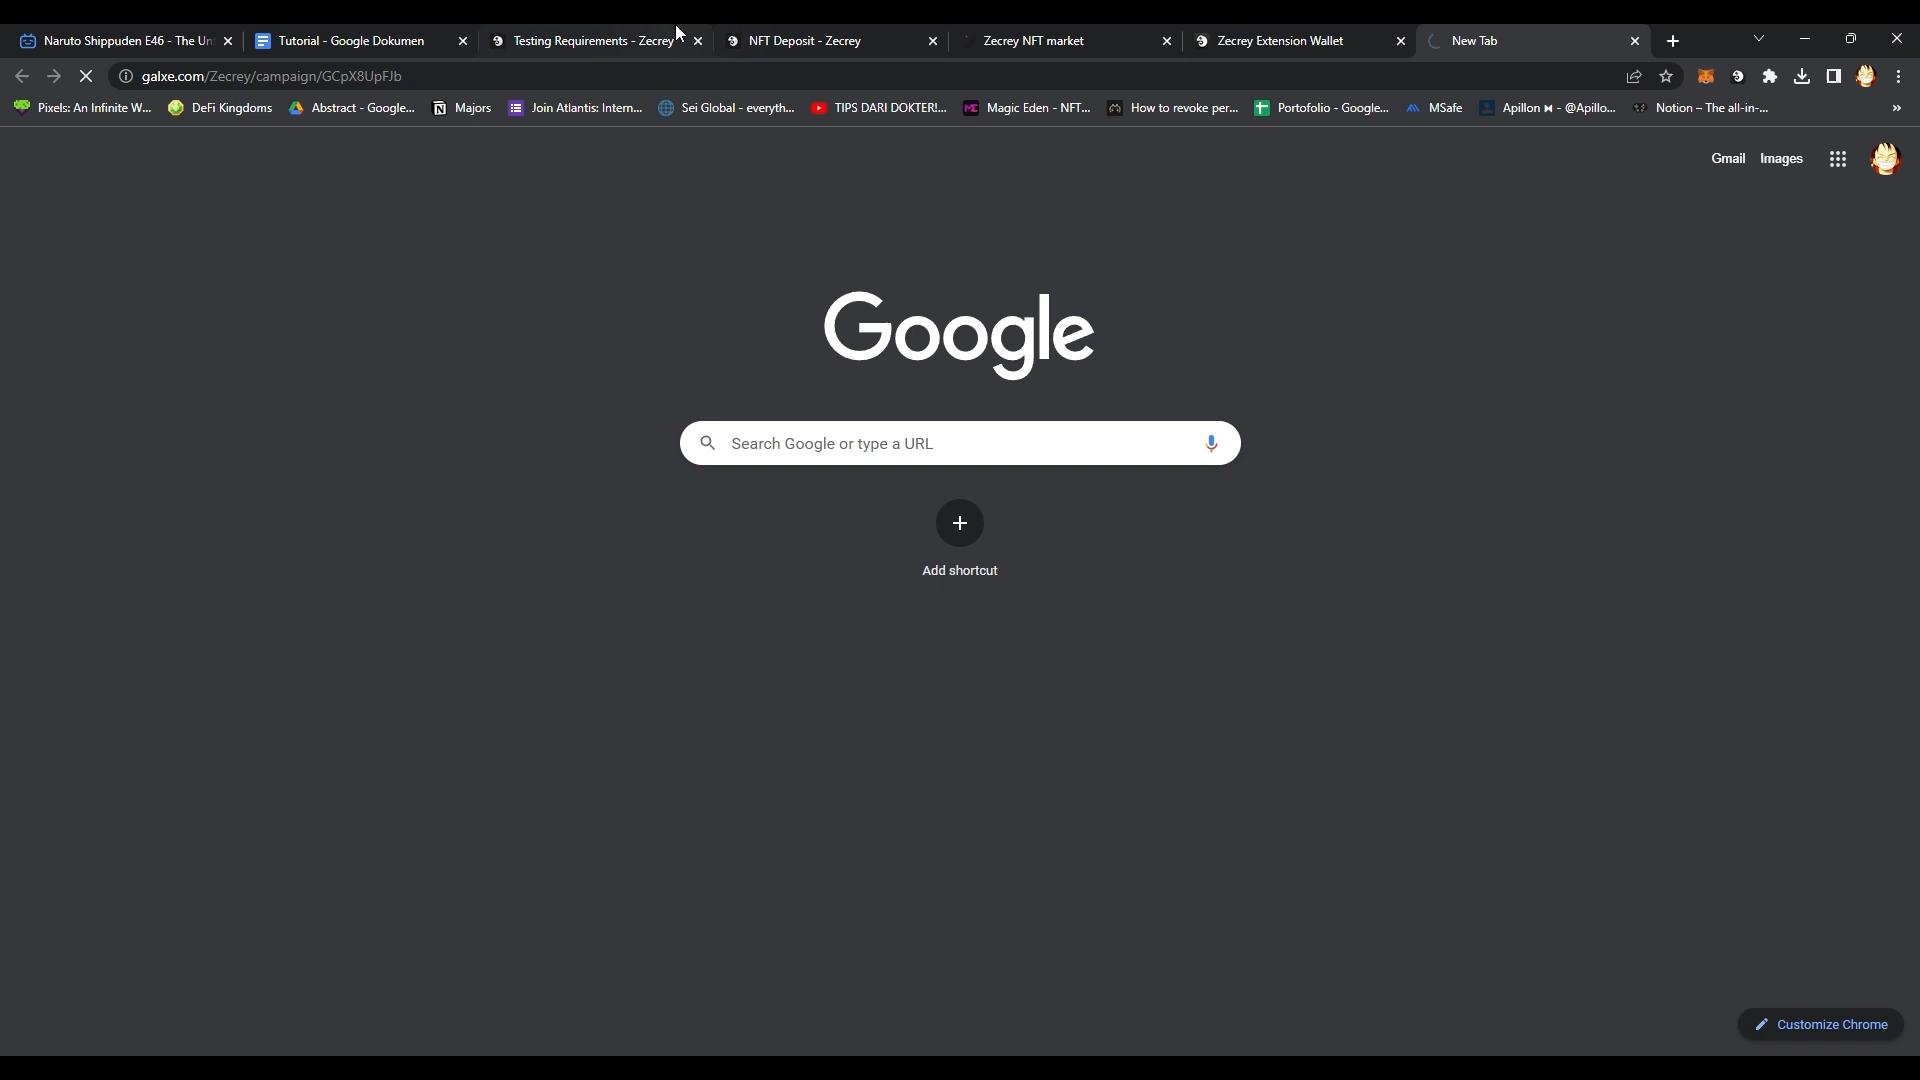 Naruto Shippuden E46 - The Un
Tutorial - Google Dokumen
Testing Requirements - Zecrey
NFT Deposit - Zecrey
Zecrey NFT market
Zecrey Extension Wallet
New Tab
galxe.com/Zecrey/campaign/GCpX8UpFJb
Pixels: An Infinite W...
DeFi Kingdoms
Abstract - Google...
Majors
Join Atlantis: Intern...
Sei Global - everyth...
TIPS DARI DOKTER!...
Magic Eden - NFT...
How to revoke per...
Portofolio - Google...
MSafe
Apillon ⧓ - @Apillo...
Notion – The all-in-...
Gmail Images
Google
Search Google or type a URL
Add shortcut
Customize Chrome